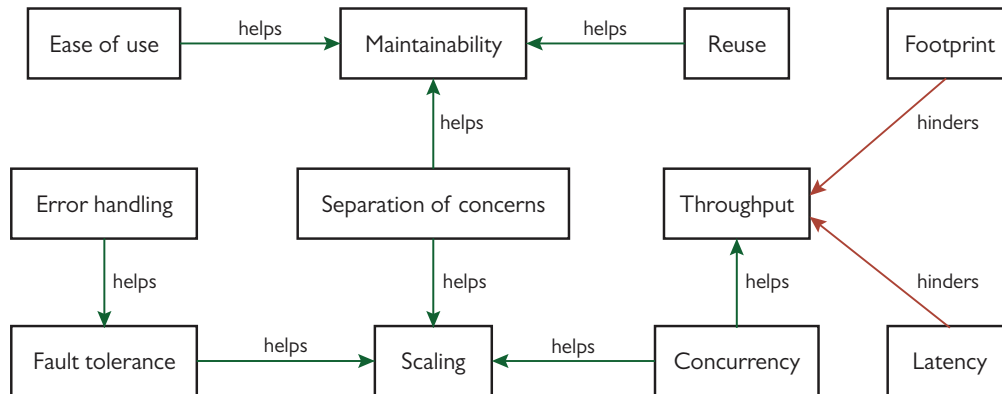 Ease of use
helps
Maintainability
helps
Reuse
Footprint
helps
hinders
Error handling
Separation of concerns
Throughput
helps
helps
helps
hinders
Fault tolerance
helps
Scaling
helps
Concurrency
Latency